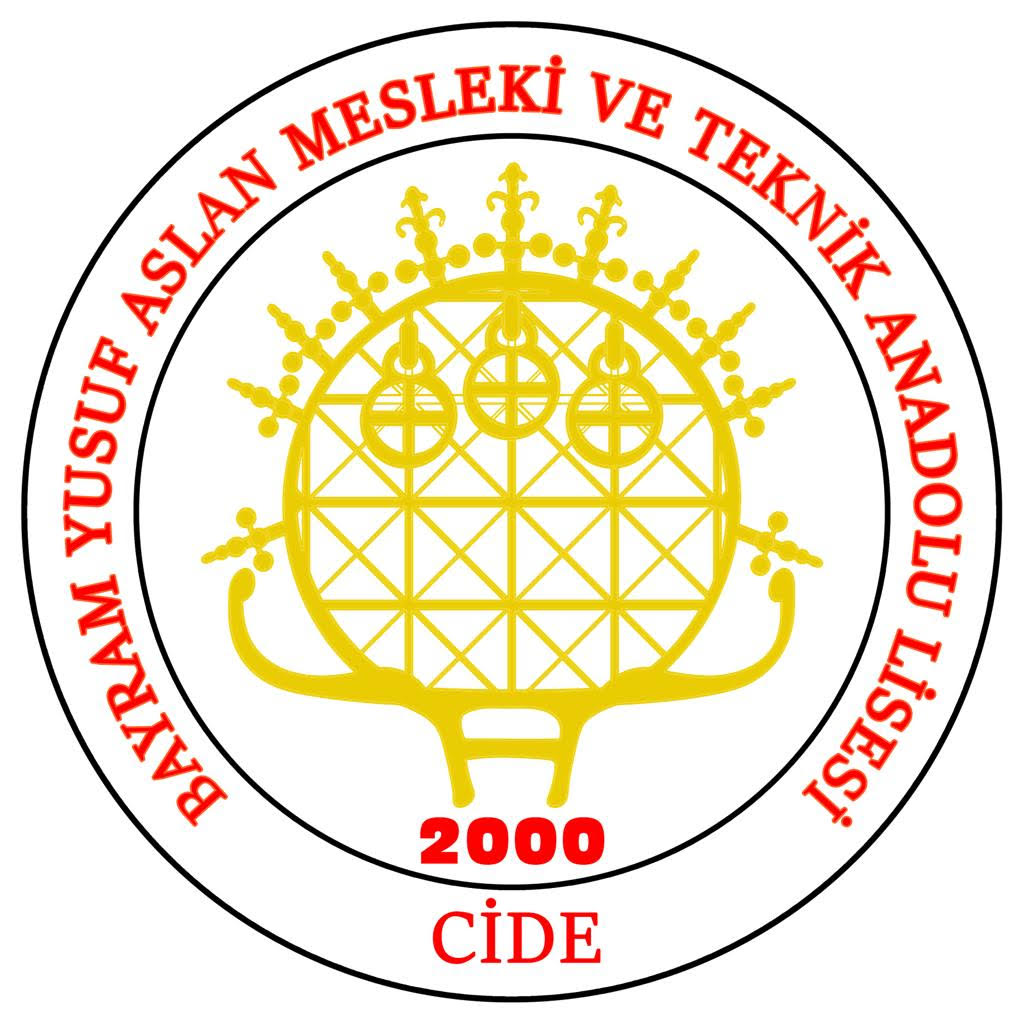 BAYRAM YUSUF ASLAN MESLEKİ VE TEKNİK ANADOLU LİSESİ
2000
CİDE